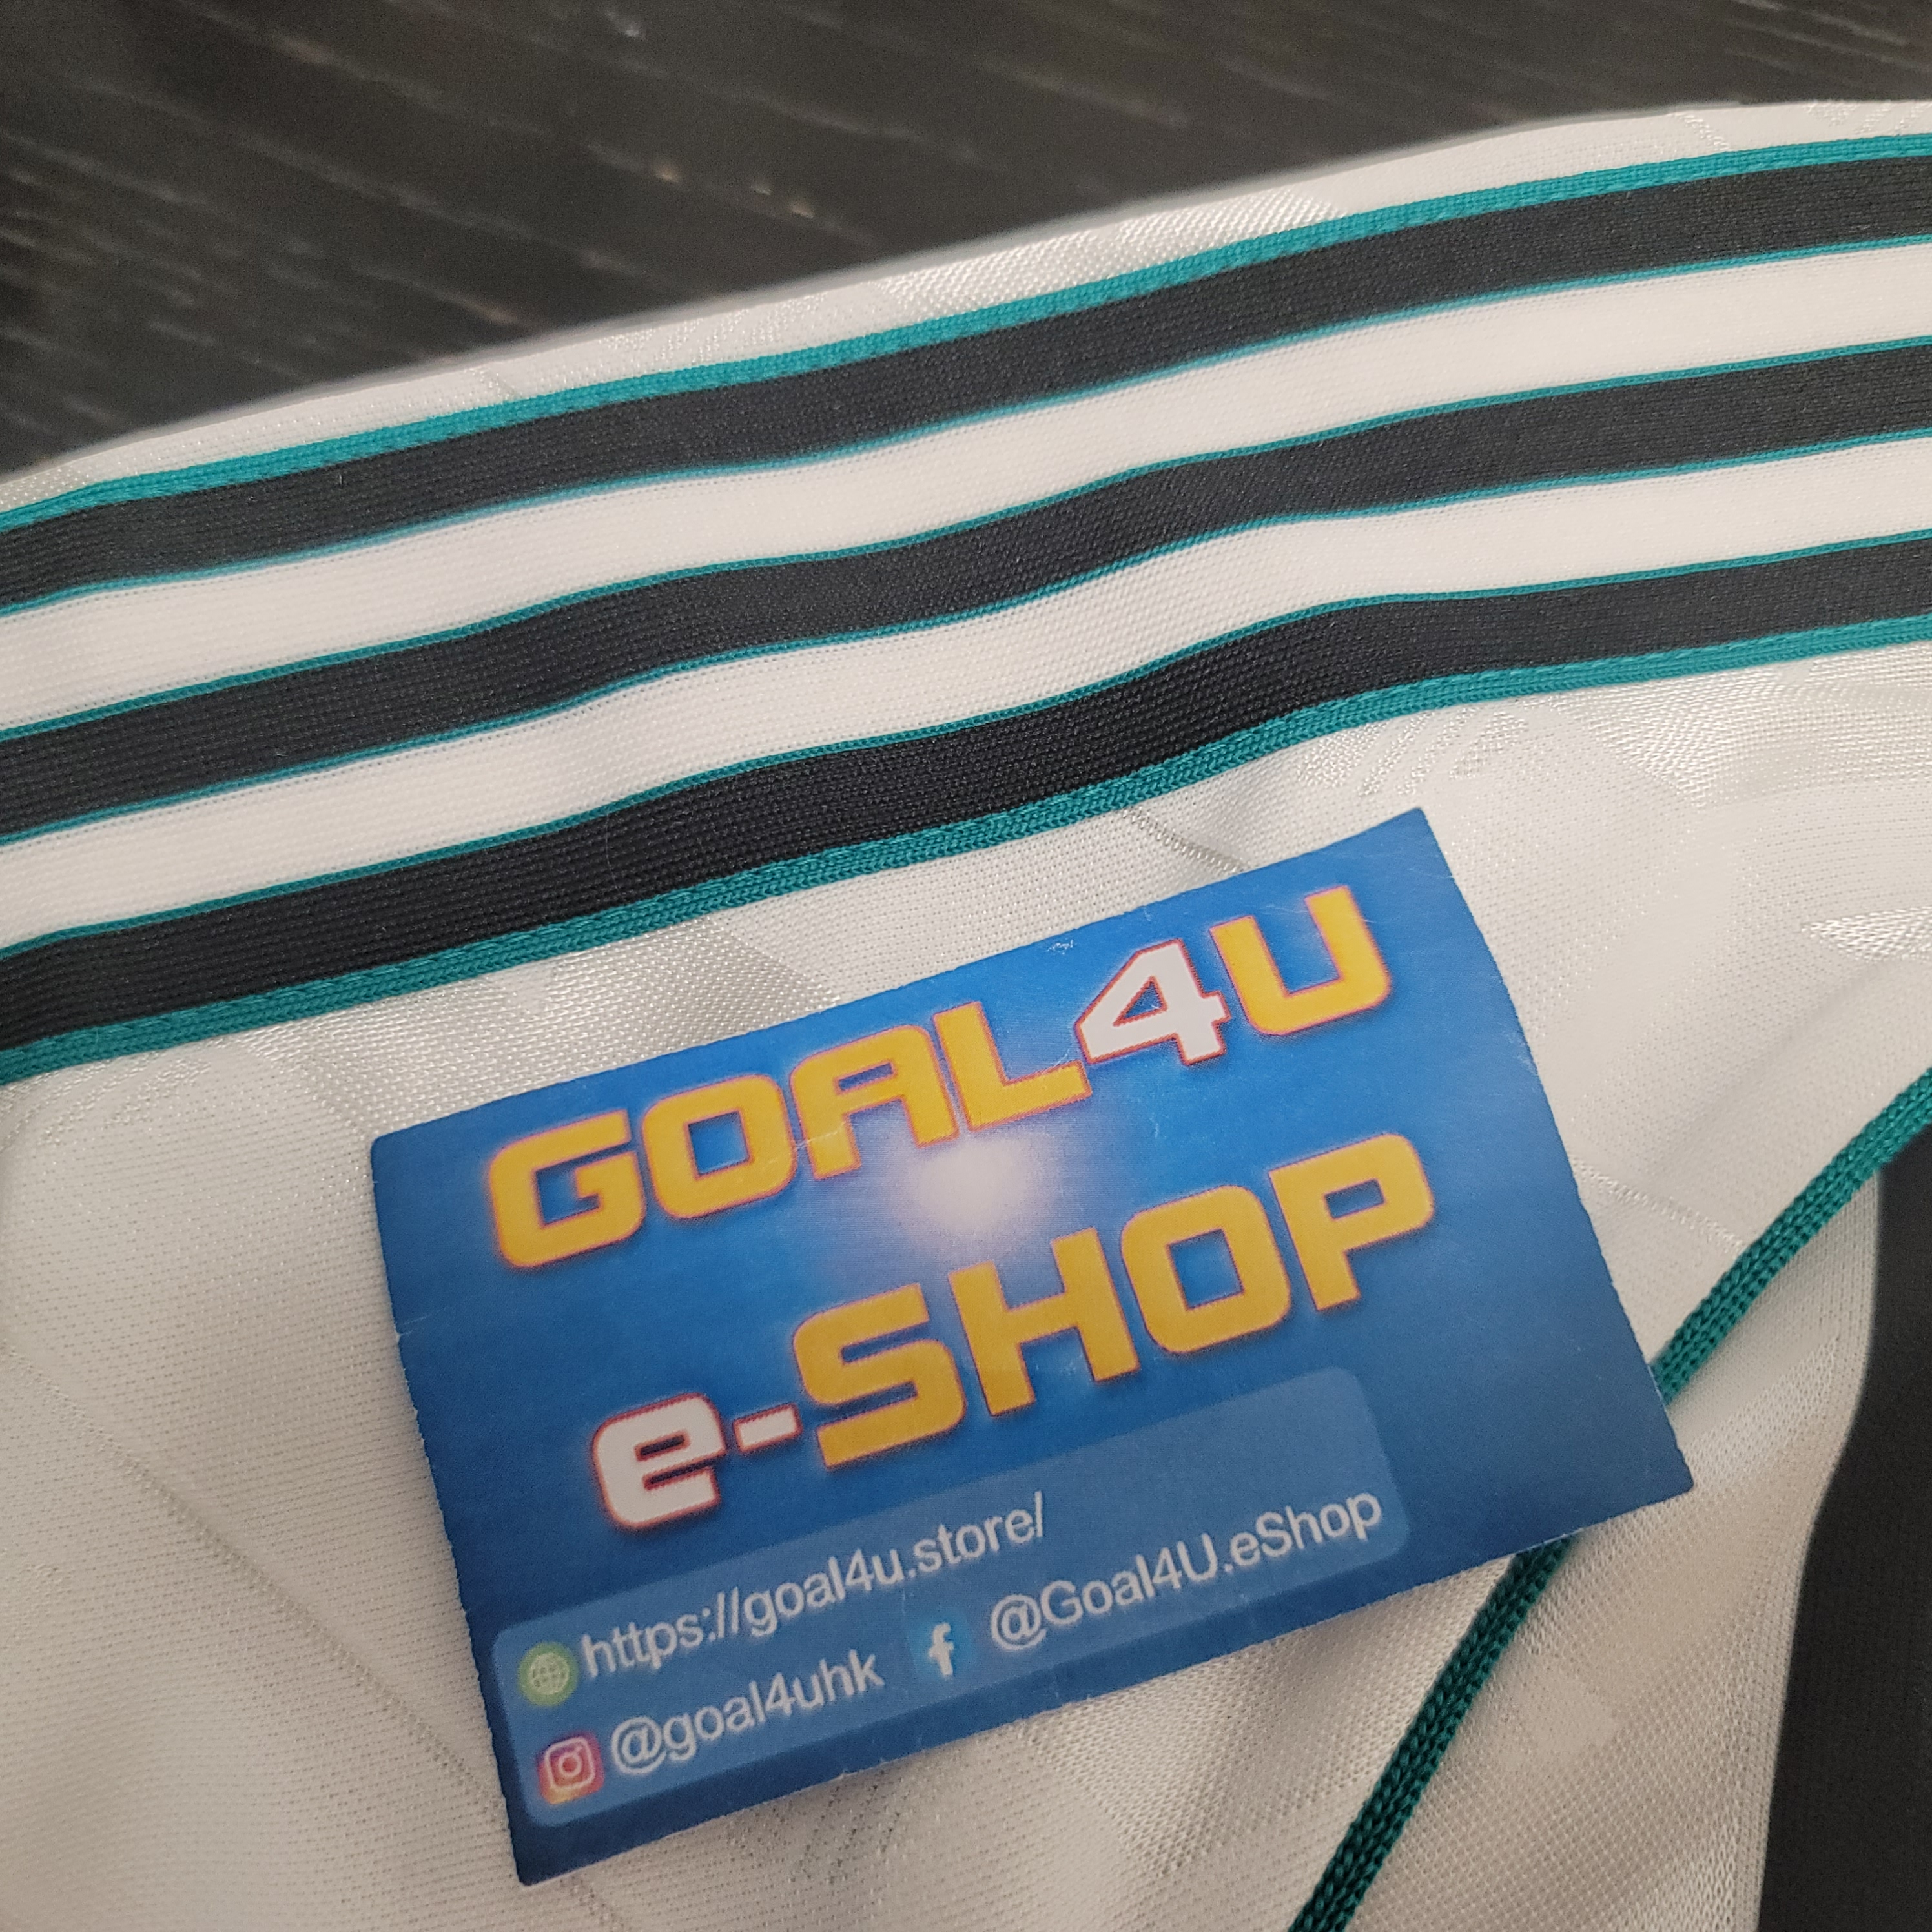 GOAL4U
e-SHOP
https://goal4u.store/
@goal4uhk @Goal4U.eShop